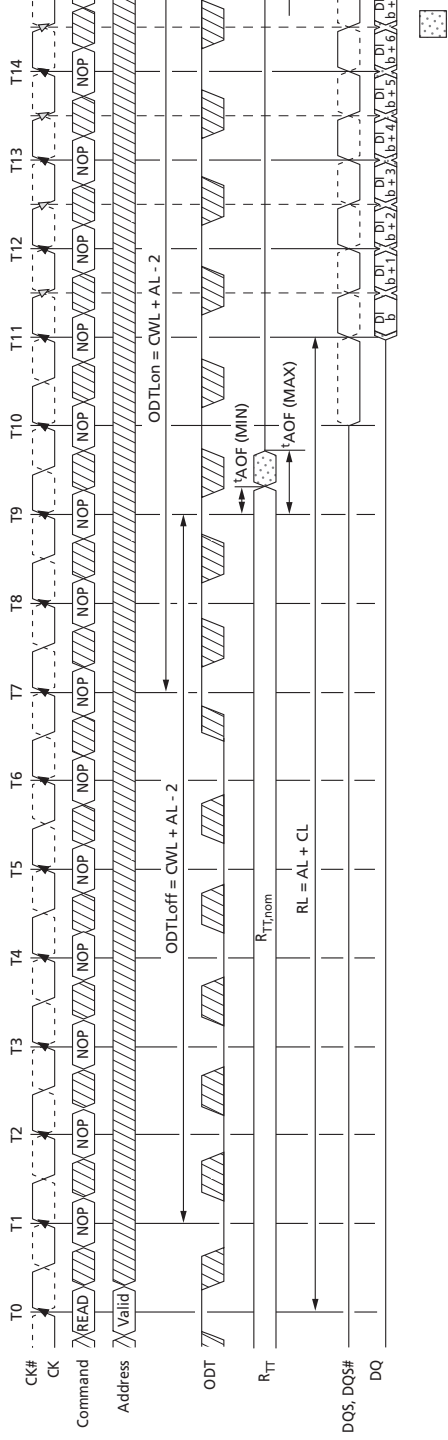 T0 T1 T2 T3 T4 T5 T6 T7 T8 T9 T10 T11 T12 T13 T14
CK#
CK
Command READ NOP NOP NOP NOP NOP NOP NOP NOP NOP NOP NOP NOP NOP NOP
Address Valid
ODTLon = CWL + AL - 2
ODTLoff = CWL + AL - 2
ODT
tAOF (MIN)
RTT RTT,nom
tAOF (MAX)
RL = AL + CL
DQS, DQS#
DQ
DI b
DI b + 1
DI b + 2
DI b + 3
DI b + 4
DI b + 5
DI b + 6
DI b +